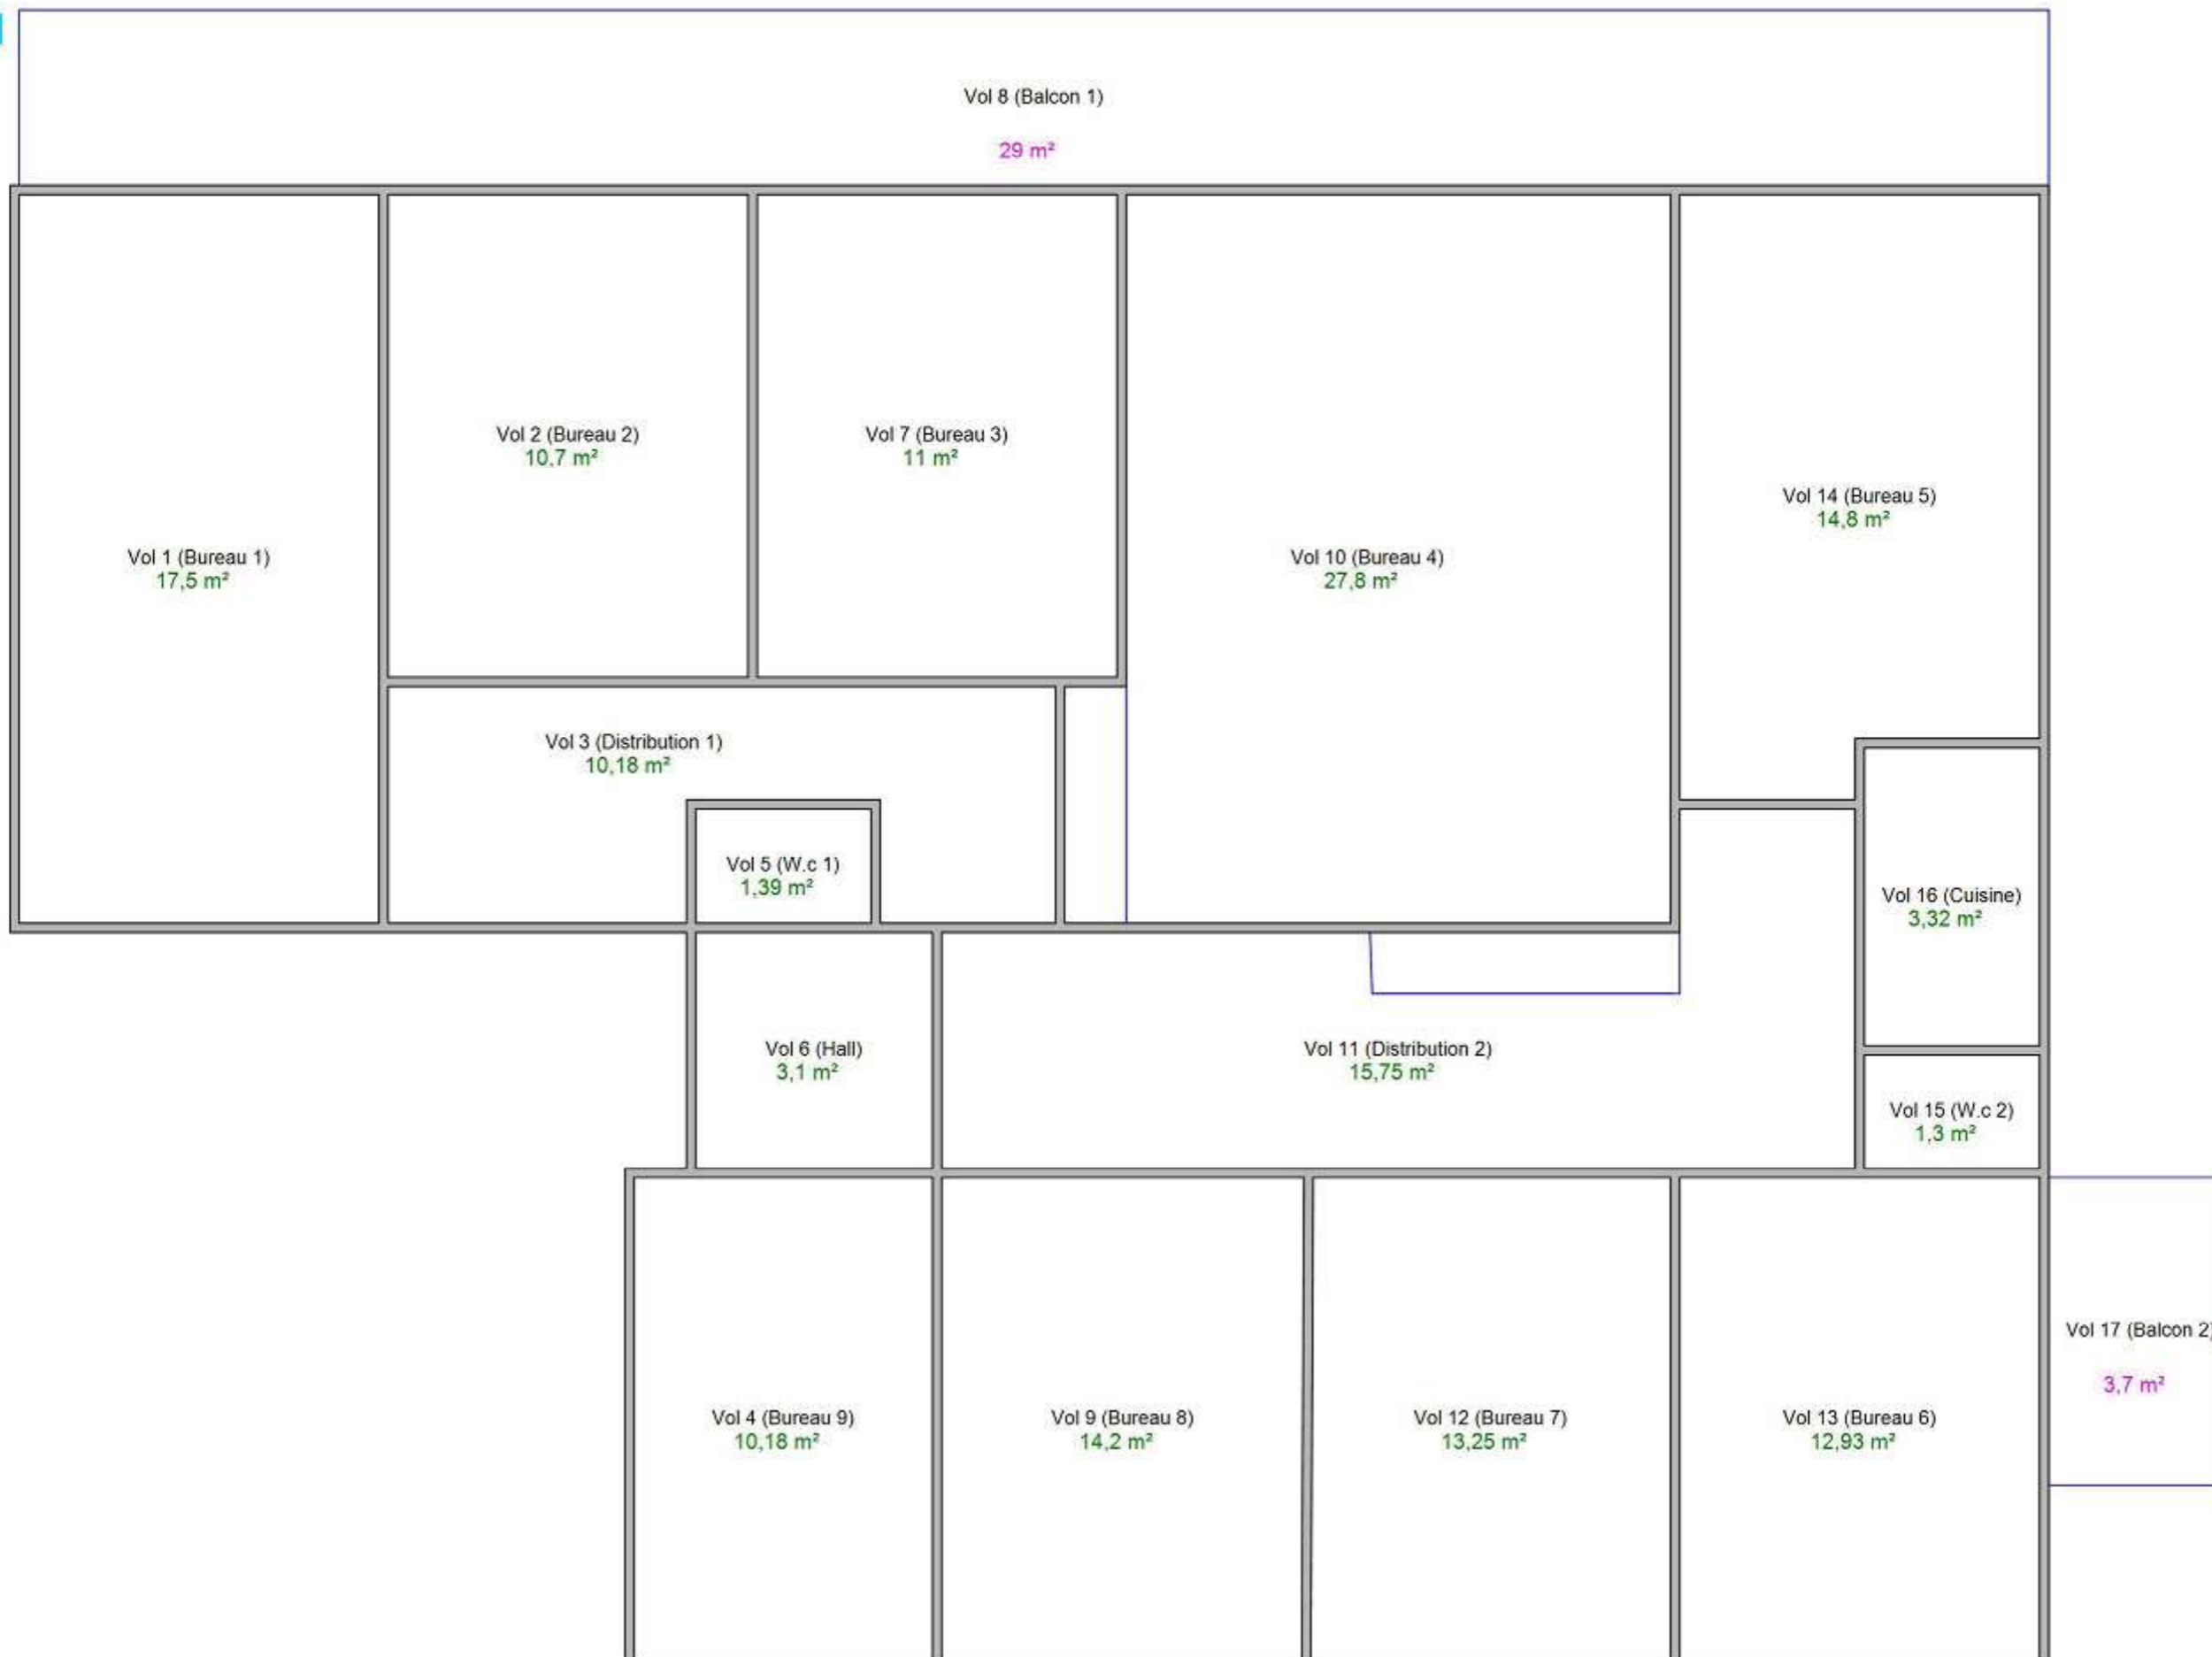 Vol 8 (Balcon 1)
29 m²
Vol 2 (Bureau 2)
10,7 m²
Vol 7 (Bureau 3)
11 m²
Vol 14 (Bureau 5)
14,8 m²
Vol 1 (Bureau 1)
17,5 m²
Vol 10 (Bureau 4)
27,8 m²
Vol 3 (Distribution 1)
10,18 m²
Vol 5 (W.c 1)
1,39 m²
Vol 16 (Cuisine)
3,32 m²
Vol 6 (Hall)
3,1 m²
Vol 11 (Distribution 2)
15,75 m²
Vol 15 (W.c 2)
1,3 m²
Vol 17 (Balcon 2)
3,7 m²
Vol 4 (Bureau 9)
10,18 m²
Vol 9 (Bureau 8)
14,2 m²
Vol 12 (Bureau 7)
13,25 m²
Vol 13 (Bureau 6)
12,93 m²